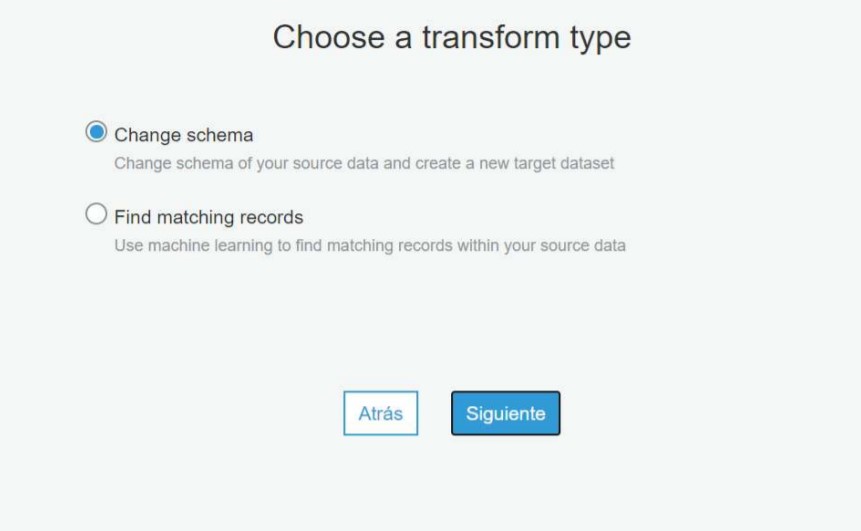 Choose a transform type
Change schema
Change schema of your source data and create a new target dataset
Find matching records
Use machine learning to find matching records within your source data
Atrás
Siguiente